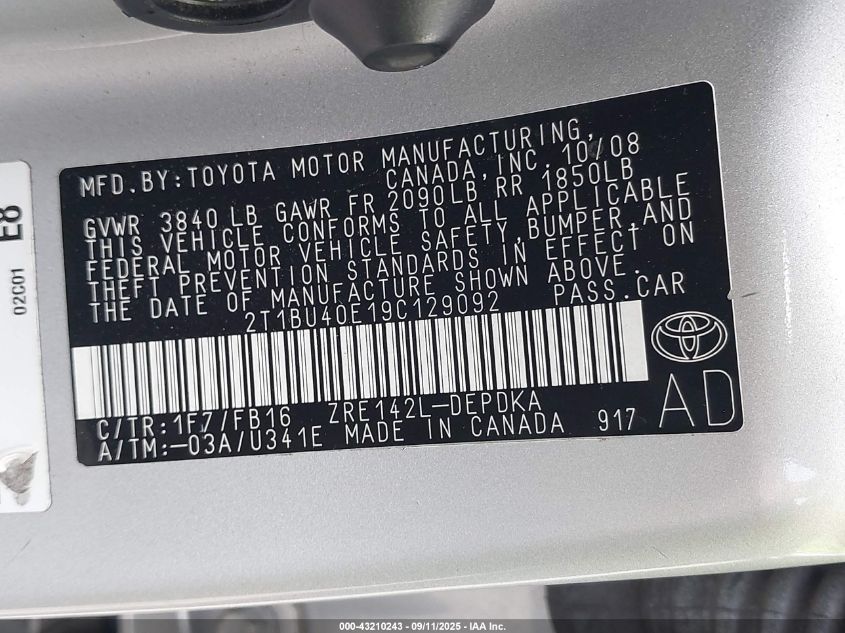 MFD.BY:TOYOTA MOTOR MANUFACTURING,
CANADA, INC. 10/08
GVWR 3840 LB GAWR FR 2090LB, RR 1850LB
THIS VEHICLE CONFORMS TO ALL APPLICABLE
FEDERAL MOTOR VEHICLE SAFETY, BUMPER, AND
THEFT PREVENTION STANDARDS IN EFFECT ON
THE DATE OF MANUFACTURE SHOWN ABOVE.
2T1BU40E19C129092 PASS.CAR
C/TR:1F7/FB16 ZRE142L-DEPDKA
A/TM:-03A/U341E MADE IN CANADA 917
AD
E8
02C01
000-43210243 - 09/11/2025 - IAA Inc.